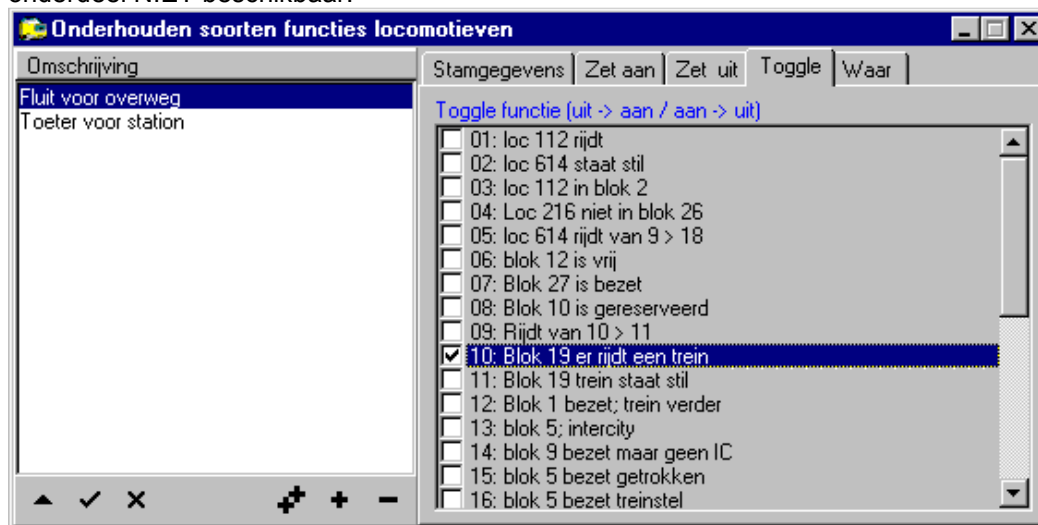 onderdeel NIET beschikbaar.
Onderhouden soorten functies locomotieven
Omschrijving
Fluit voor overweg
Toeter voor station
Stamgegevens Zet aan Zet uit Toggle Waar
Toggle functie (uit -> aan / aan -> uit)
01: loc 112 rijdt
02: loc 614 staat stil
03: loc 112 in blok 2
04: Loc 216 niet in blok 26
05: loc 614 rijdt van 9 > 18
06: blok 12 is vrij
07: Blok 27 is bezet
08: Blok 10 is gereserveerd
09: Rijdt van 10 > 11
10: Blok 19 er rijdt een trein
11: Blok 19 trein staat stil
12: Blok 1 bezet; trein verder
13: blok 5; intercity
14: blok 9 bezet maar geen IC
15: blok 5 bezet getrokken
16: blok 5 bezet treinstel